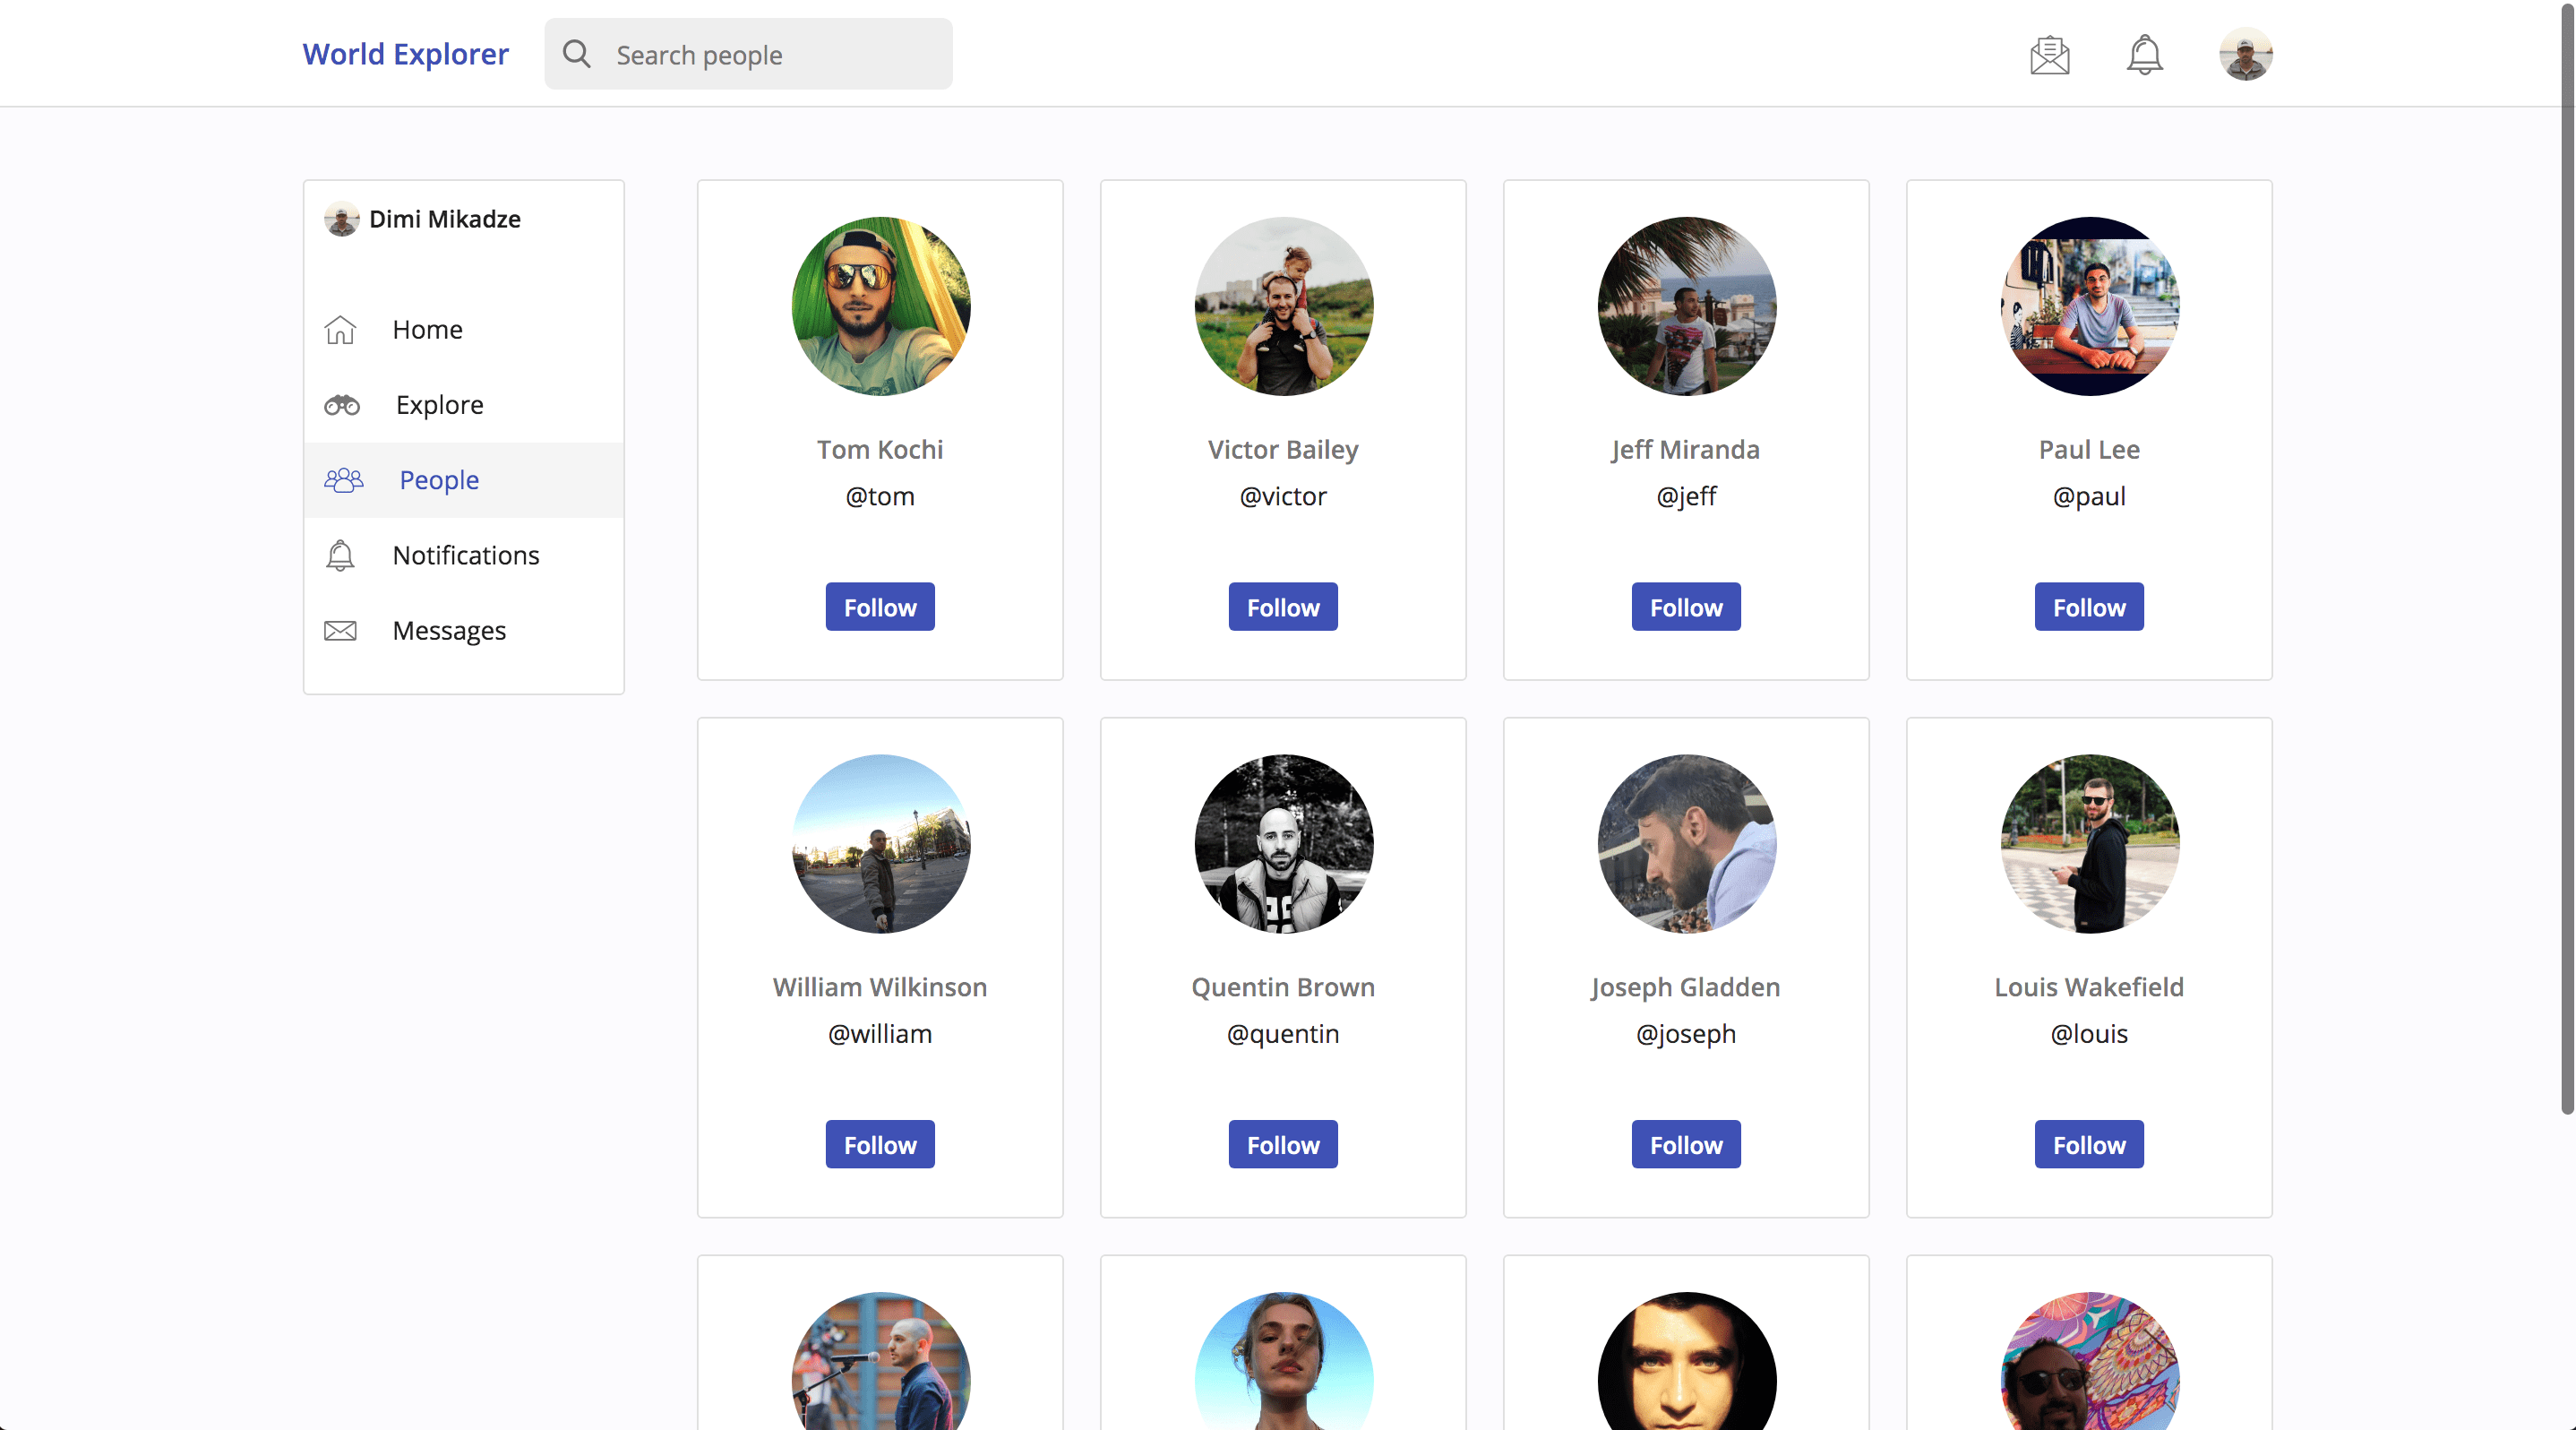 World Explorer
Search people
Dimi Mikadze
Home
Explore
People
Notifications
Messages
Tom Kochi
@tom
Follow
Victor Bailey
@victor
Follow
Jeff Miranda
@jeff
Follow
Paul Lee
@paul
Follow
William Wilkinson
@william
Follow
Quentin Brown
@quentin
Follow
Joseph Gladden
@joseph
Follow
Louis Wakefield
@louis
Follow